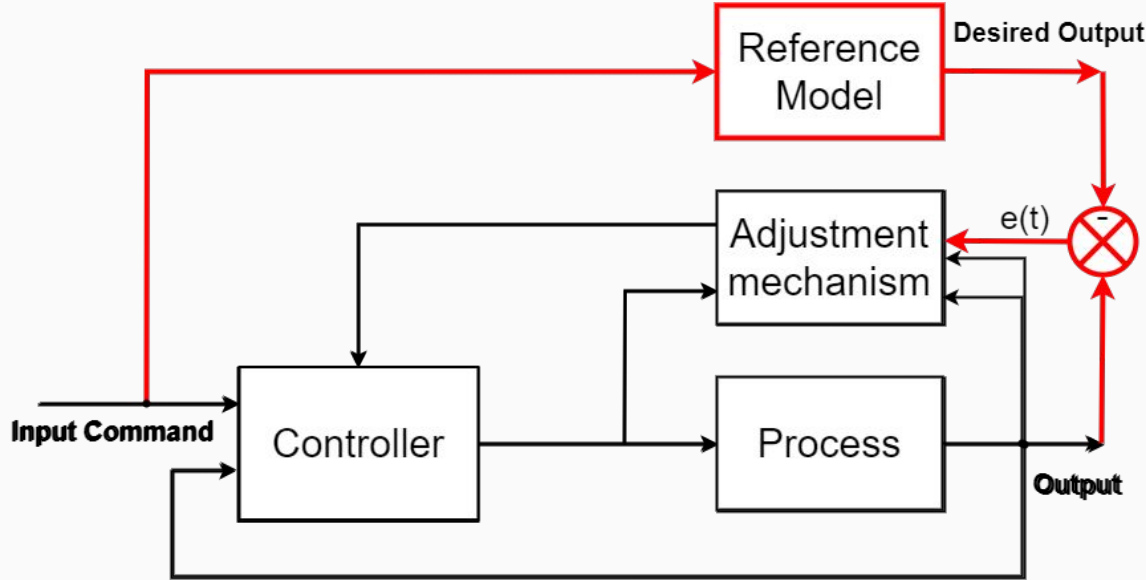 Reference
Model
Desired Output
-
e(t)
Adjustment
mechanism
Input Command
Controller
Process
Output